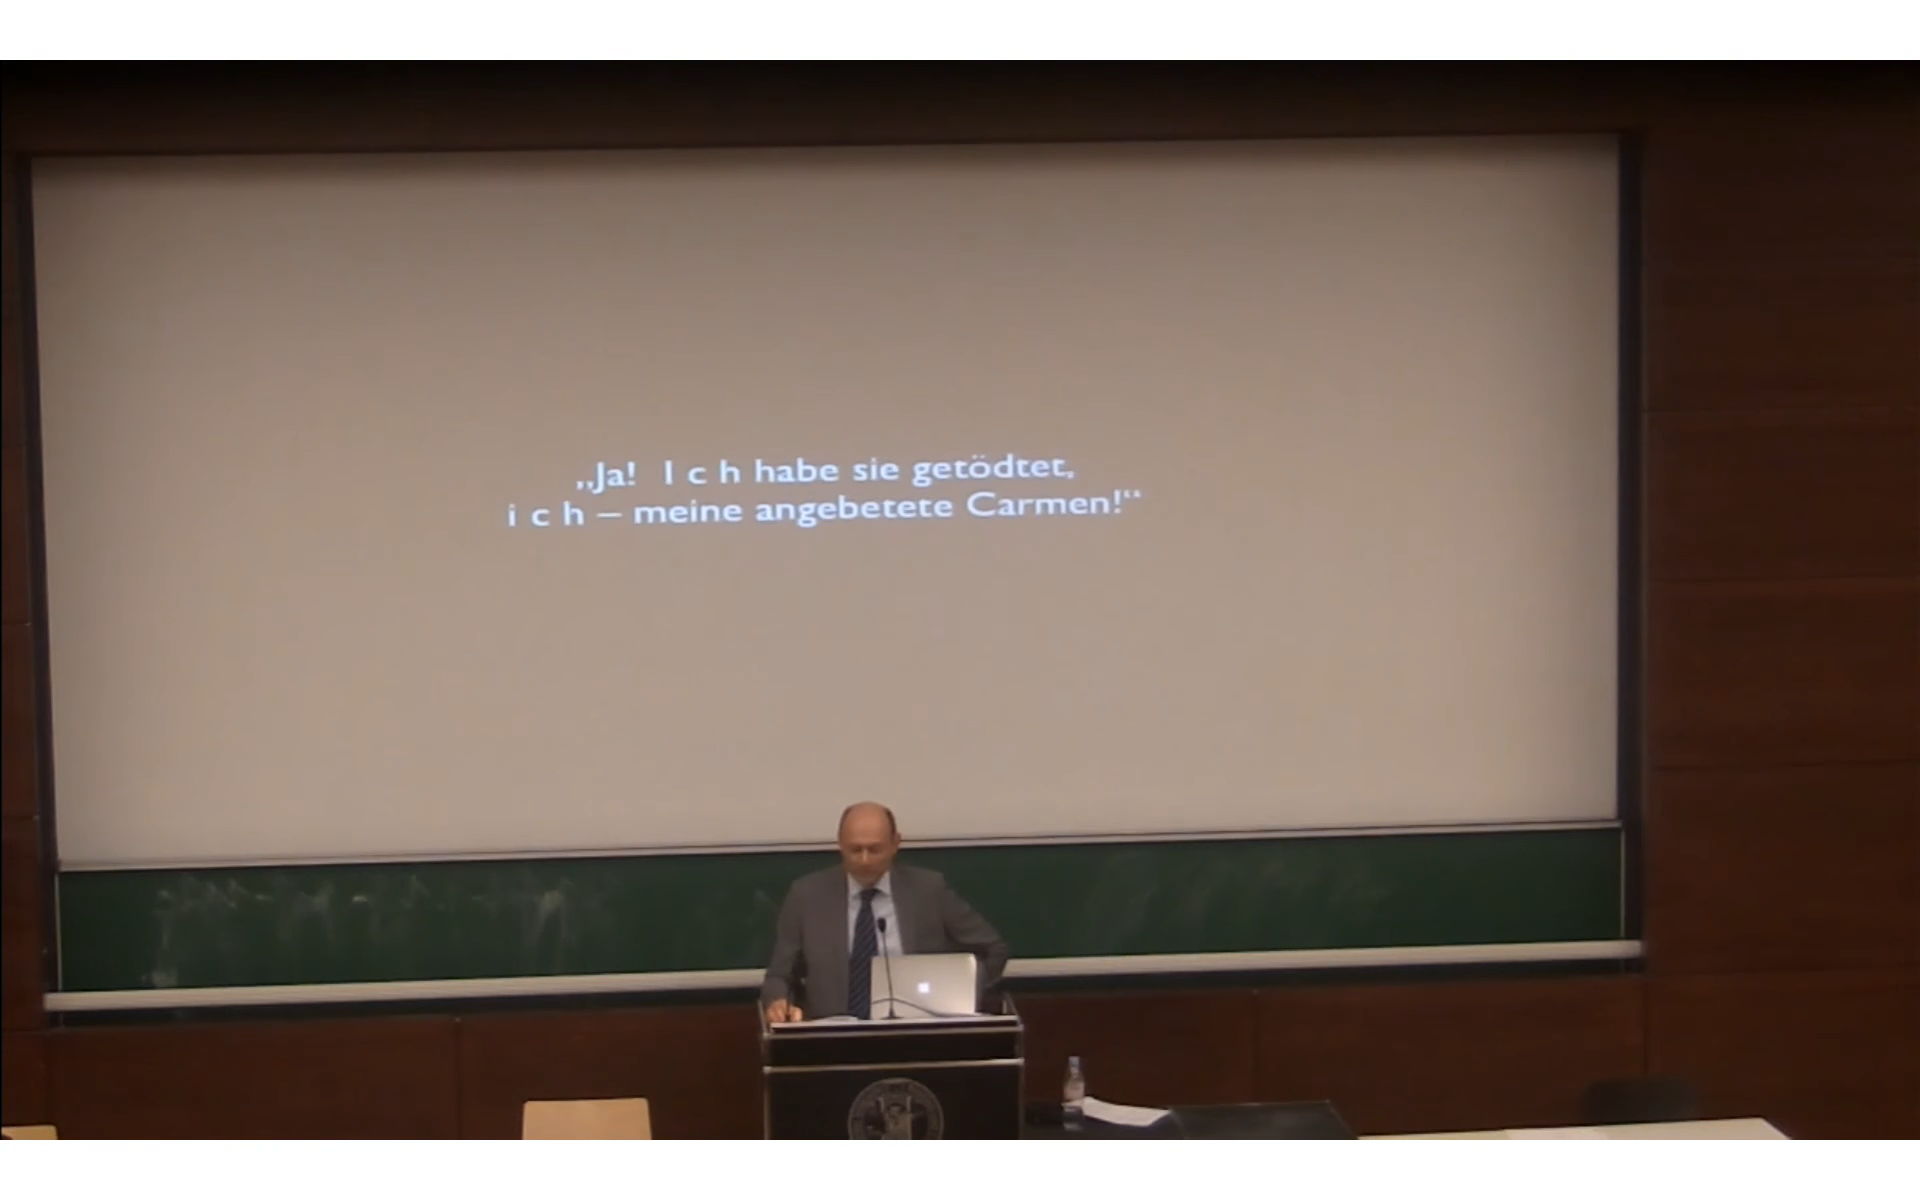 „Ja!  I c h habe sie getödtet,
i c h – meine angebetete Carmen!“